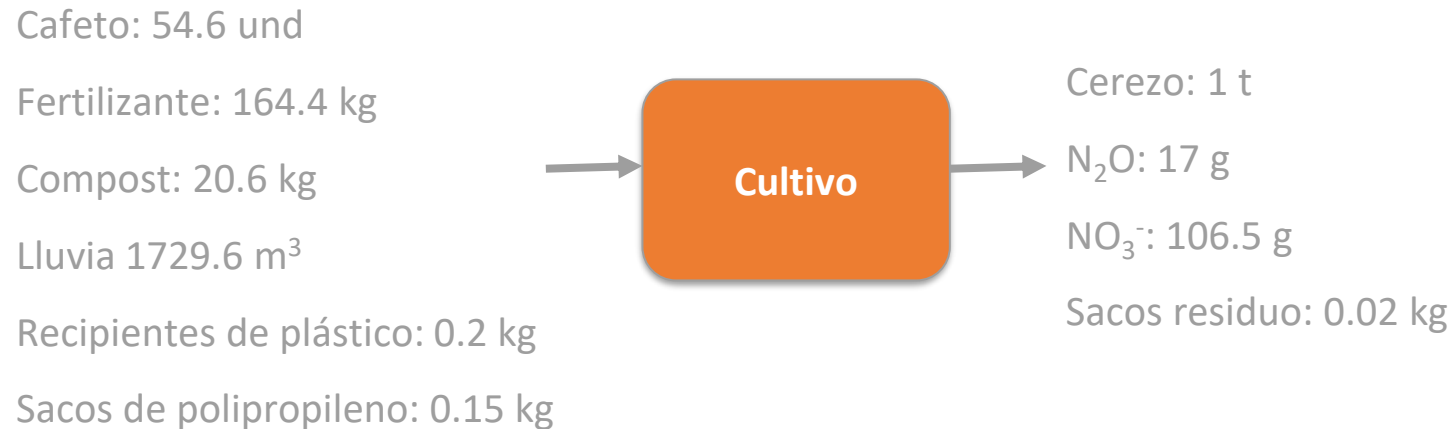 Cafeto: 54.6 und
Fertilizante: 164.4 kg
Compost: 20.6 kg
Lluvia 1729.6 m³
Recipientes de plástico: 0.2 kg
Sacos de polipropileno: 0.15 kg
Cultivo
Cerezo: 1 t
N₂O: 17 g
NO₃⁻: 106.5 g
Sacos residuo: 0.02 kg